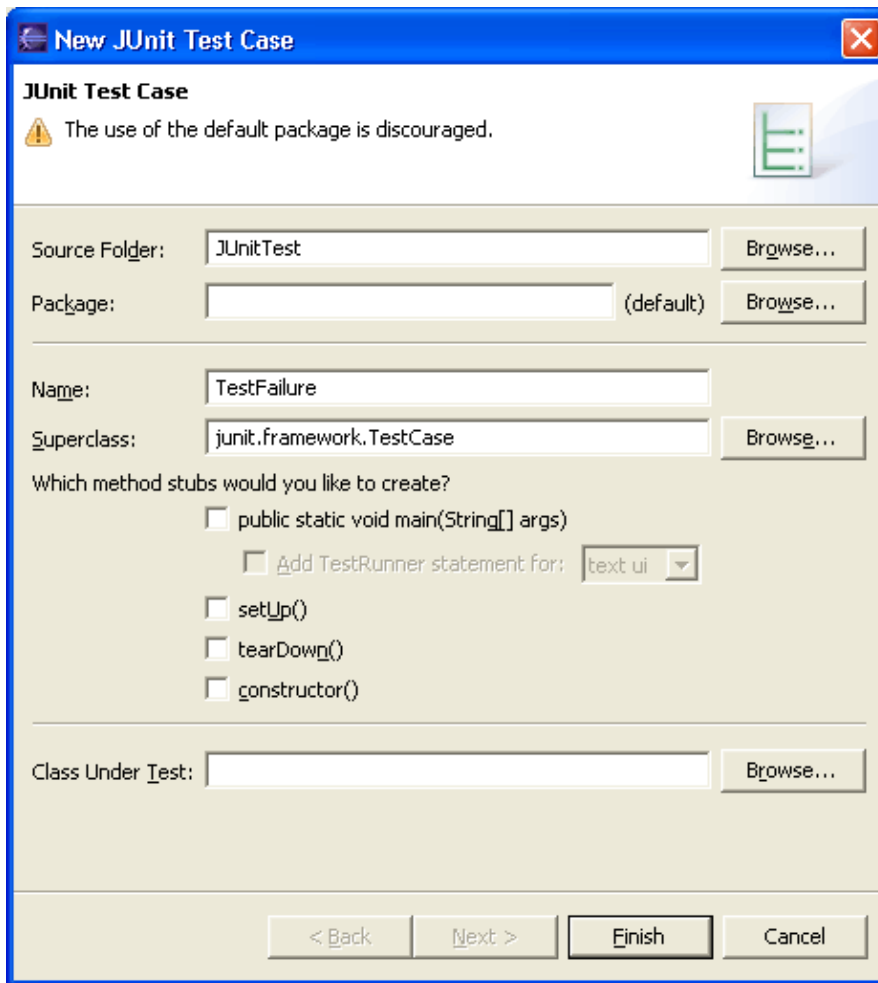 New JUnit Test Case
JUnit Test Case
The use of the default package is discouraged.
Source Folder: JUnitTest Browse...
Package: (default) Browse...
Name: TestFailure
Superclass: junit.framework.TestCase Browse...
Which method stubs would you like to create?
public static void main(String[] args)
Add TestRunner statement for: text ui
setUp()
tearDown()
constructor()
Class Under Test: Browse...
< Back Next > Finish Cancel